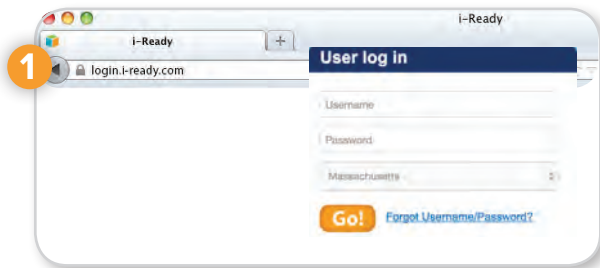 i-Ready
i-Ready
1
login.i-ready.com
User log in
Username
Password
Massachusetts
Go! Forgot Username/Password?